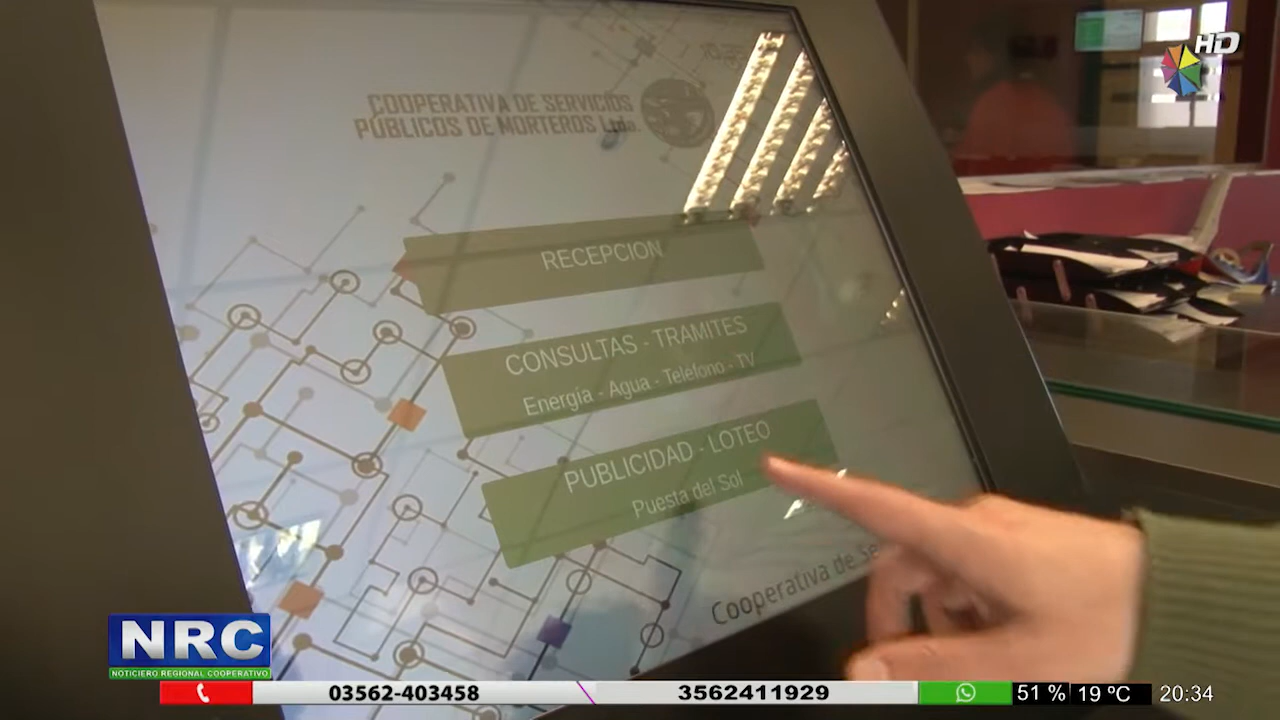 HD
COOPERATIVA DE SERVICIOS
PÚBLICOS DE MORTEROS Ltda.
RECEPCION
CONSULTAS - TRAMITES
Energía - Agua - Teléfono - TV
PUBLICIDAD - LOTEO
Puesta del Sol
Cooperativa de Se
NRC
NOTICIERO REGIONAL COOPERATIVO
03562-403458
3562411929
51 %
19 ºC
20:34